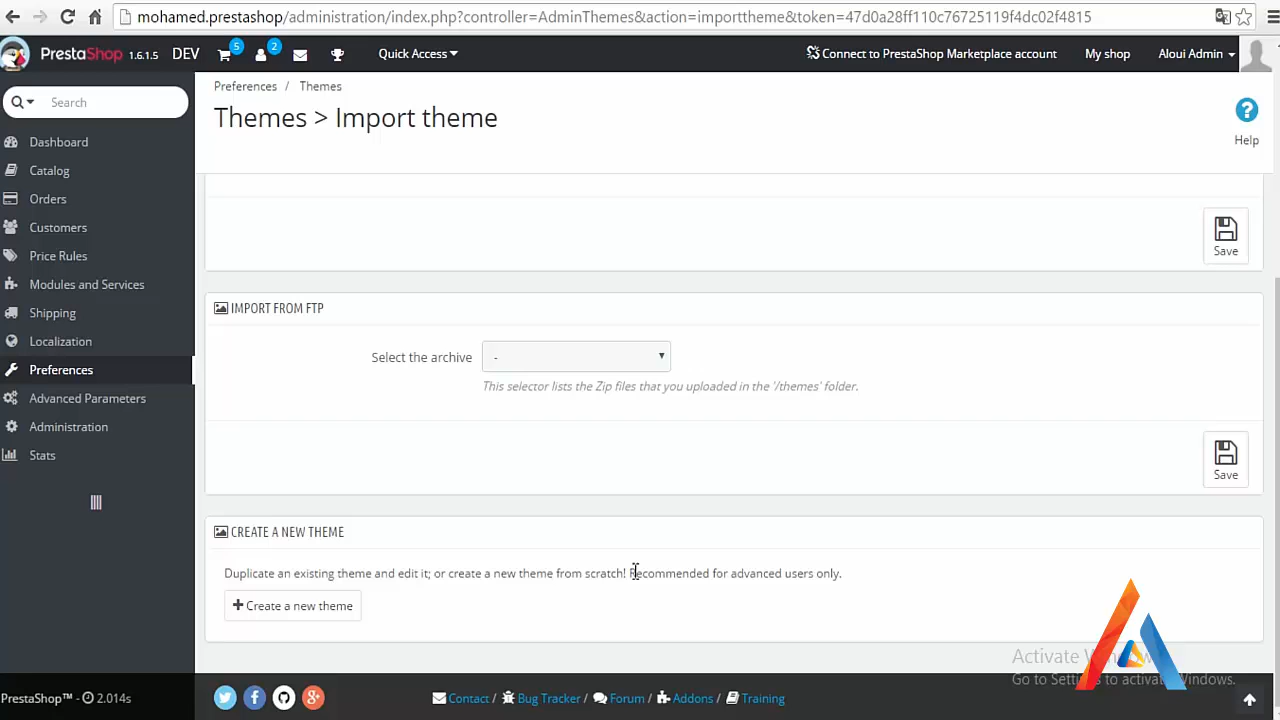 mohamed.prestashop/administration/index.php?controller=AdminThemes&action=importtheme&token=47d0a28ff110c76725119f4dc02f4815
PrestaShop 1.6.1.5 DEV 5 2 Quick Access Connect to PrestaShop Marketplace account My shop Aloui Admin
Search
Dashboard
Catalog
Orders
Customers
Price Rules
Modules and Services
Shipping
Localization
Preferences
Advanced Parameters
Administration
Stats
Preferences / Themes
Themes > Import theme
Help
Save
IMPORT FROM FTP
Select the archive -
This selector lists the Zip files that you uploaded in the '/themes' folder.
Save
CREATE A NEW THEME
Duplicate an existing theme and edit it; or create a new theme from scratch! Recommended for advanced users only.
Create a new theme
Activate
Go to Settings to activate Windows.
PrestaShop™ - 2.014s
Contact / Bug Tracker / Forum / Addons / Training